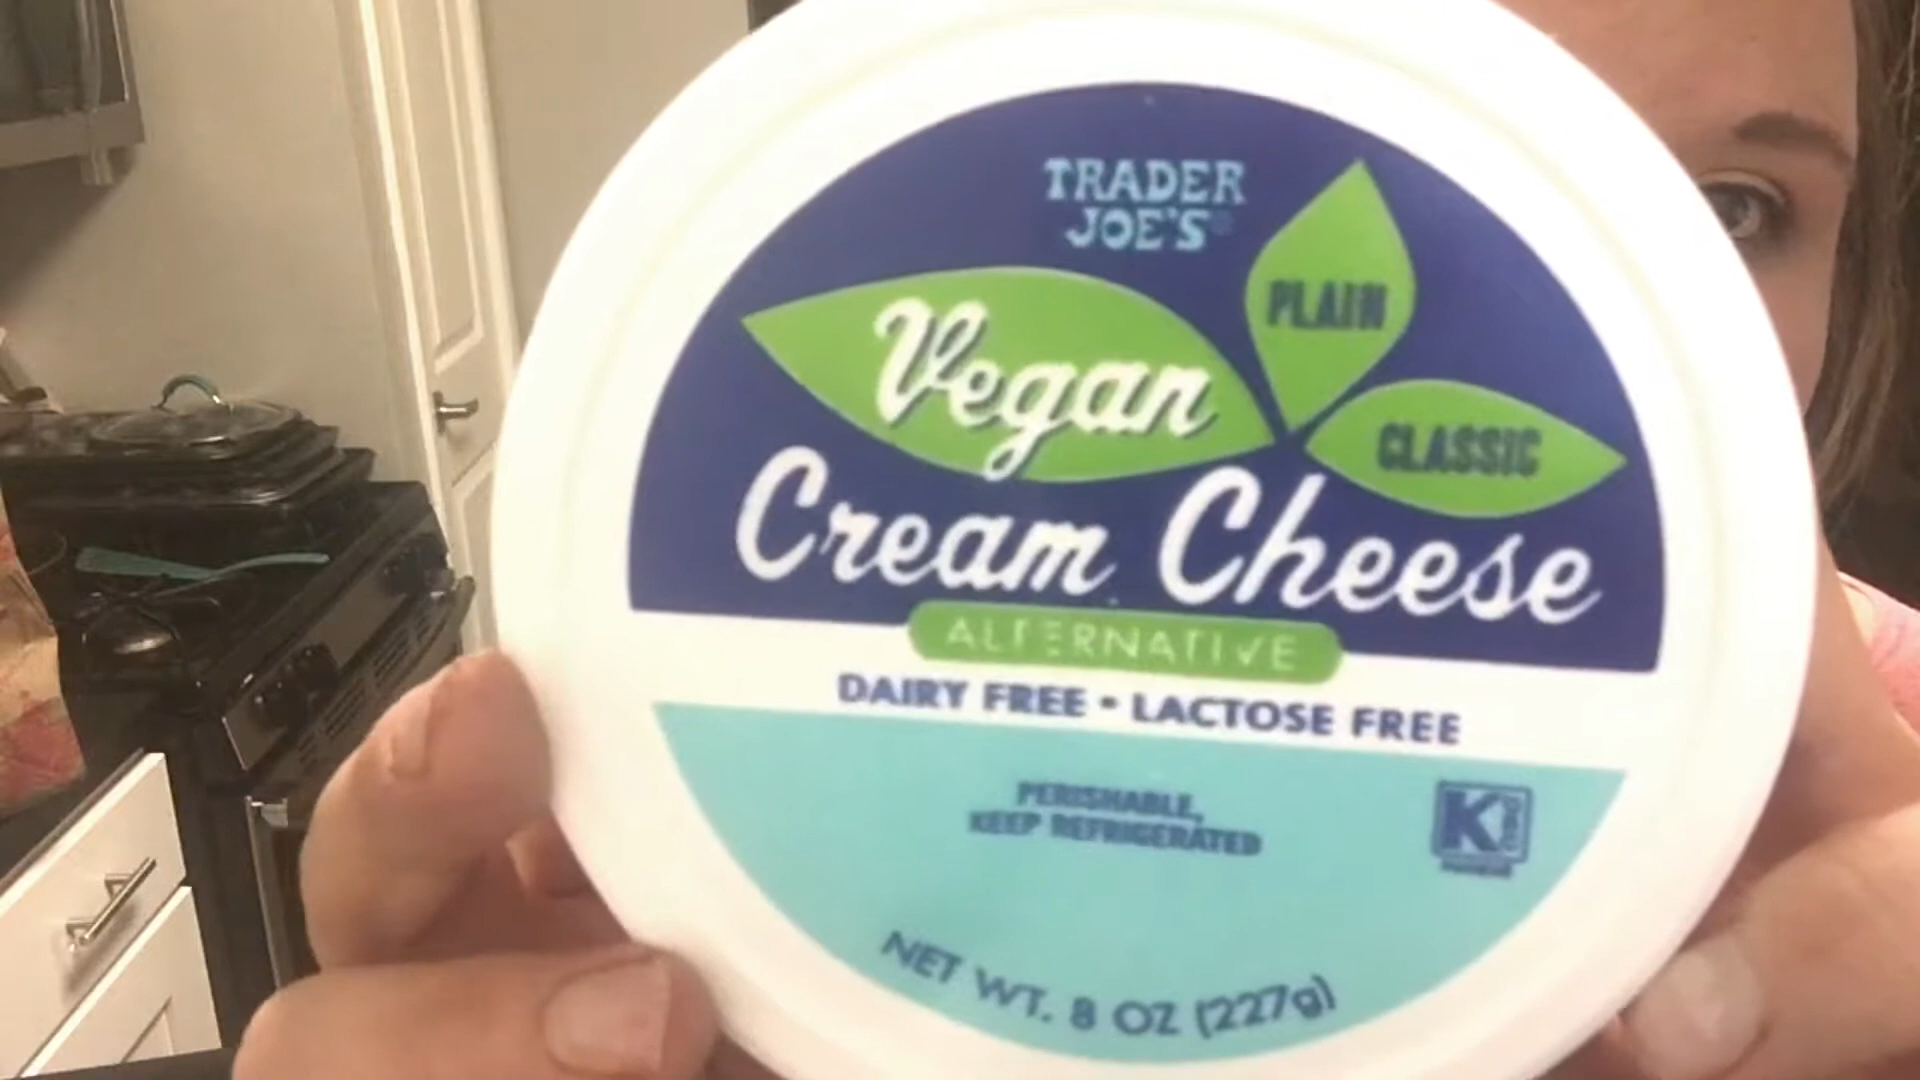 TRADER
JOE'S
PLAIN
Vegan
CLASSIC
Cream Cheese
ALTERNATIVE
DAIRY FREE • LACTOSE FREE
PERISHABLE,
KEEP REFRIGERATED
K
NET WT. 8 OZ (227g)